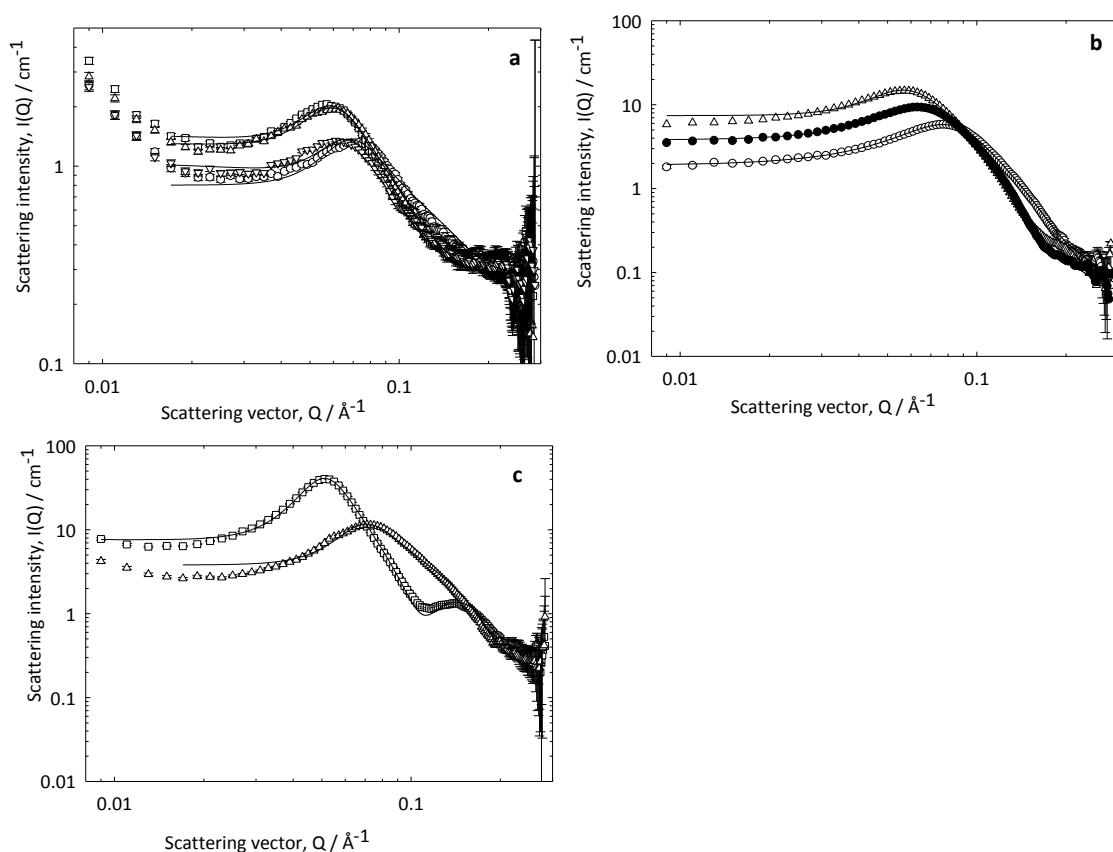 a
Scattering intensity, I(Q) / cm⁻¹
1
0.1
0.01
0.1
Scattering vector, Q / Å⁻¹
b
Scattering intensity, I(Q) / cm⁻¹
100
10
1
0.1
0.01
0.01
0.1
Scattering vector, Q / Å⁻¹
c
Scattering intensity, I(Q) / cm⁻¹
100
10
1
0.1
0.01
0.01
0.1
Scattering vector, Q / Å⁻¹